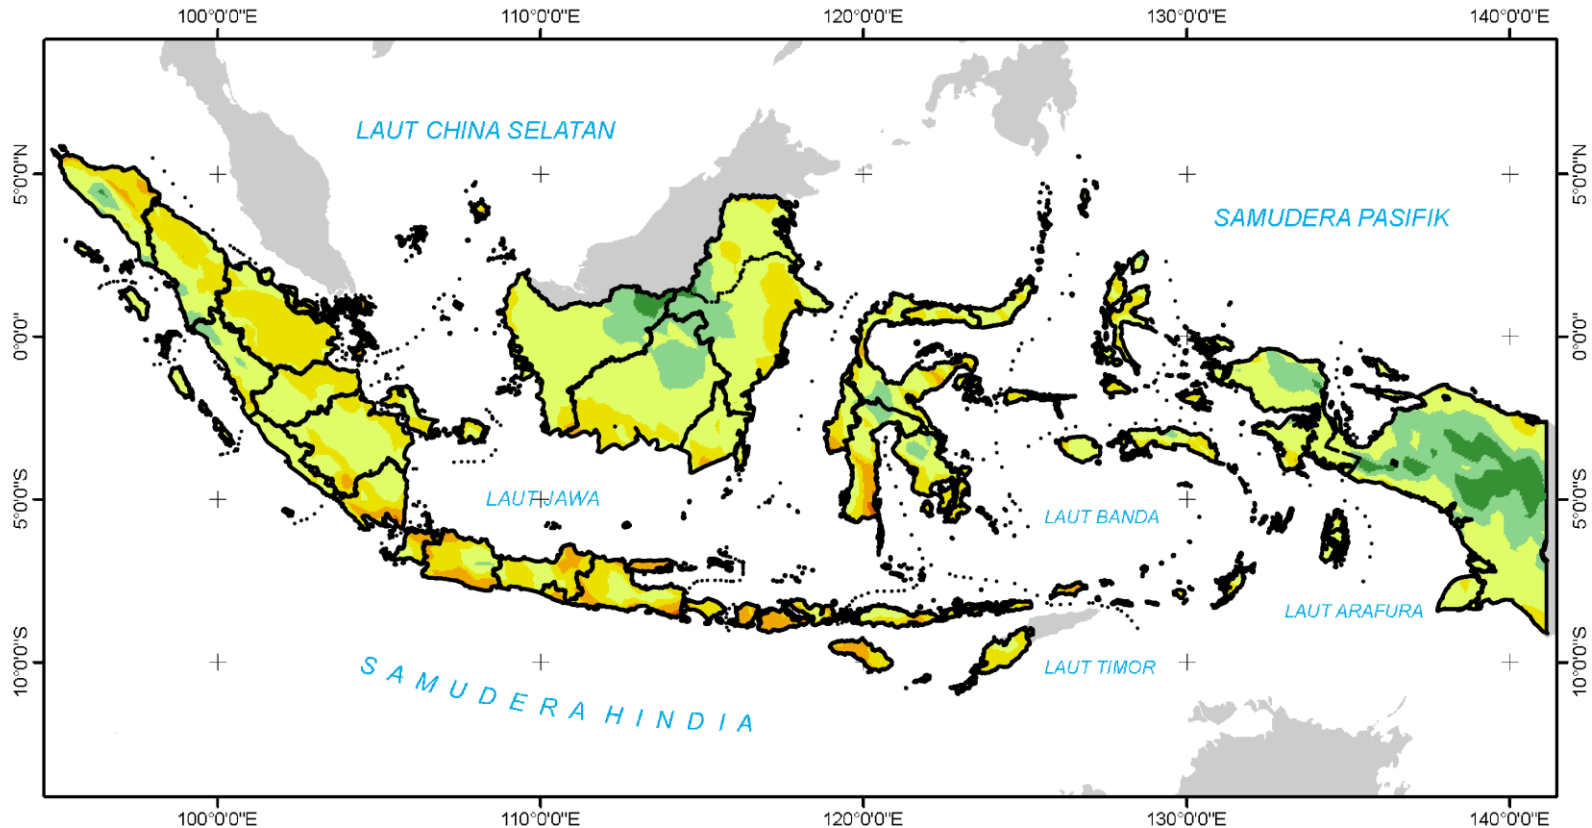 100°0'0"E 110°0'0"E 120°0'0"E 130°0'0"E 140°0'0"E
LAUT CHINA SELATAN
5°0'0"N 5°0'0"N
SAMUDERA PASIFIK
0°0'0" 0°0'0"
5°0'0"S LAUT JAWA 5°0'0"S
LAUT BANDA
LAUT ARAFURA
10°0'0"S LAUT TIMOR 10°0'0"S
SAMUDERA HINDIA
100°0'0"E 110°0'0"E 120°0'0"E 130°0'0"E 140°0'0"E